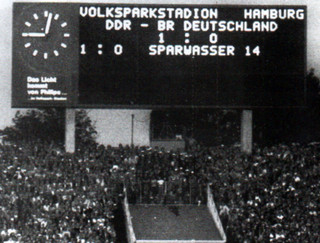 VOLKSPARKSTADION HAMBURG
DDR - BR DEUTSCHLAND
1 : 0
1 : 0 SPARWASSER 14
Das Licht
kommt
von Philips...